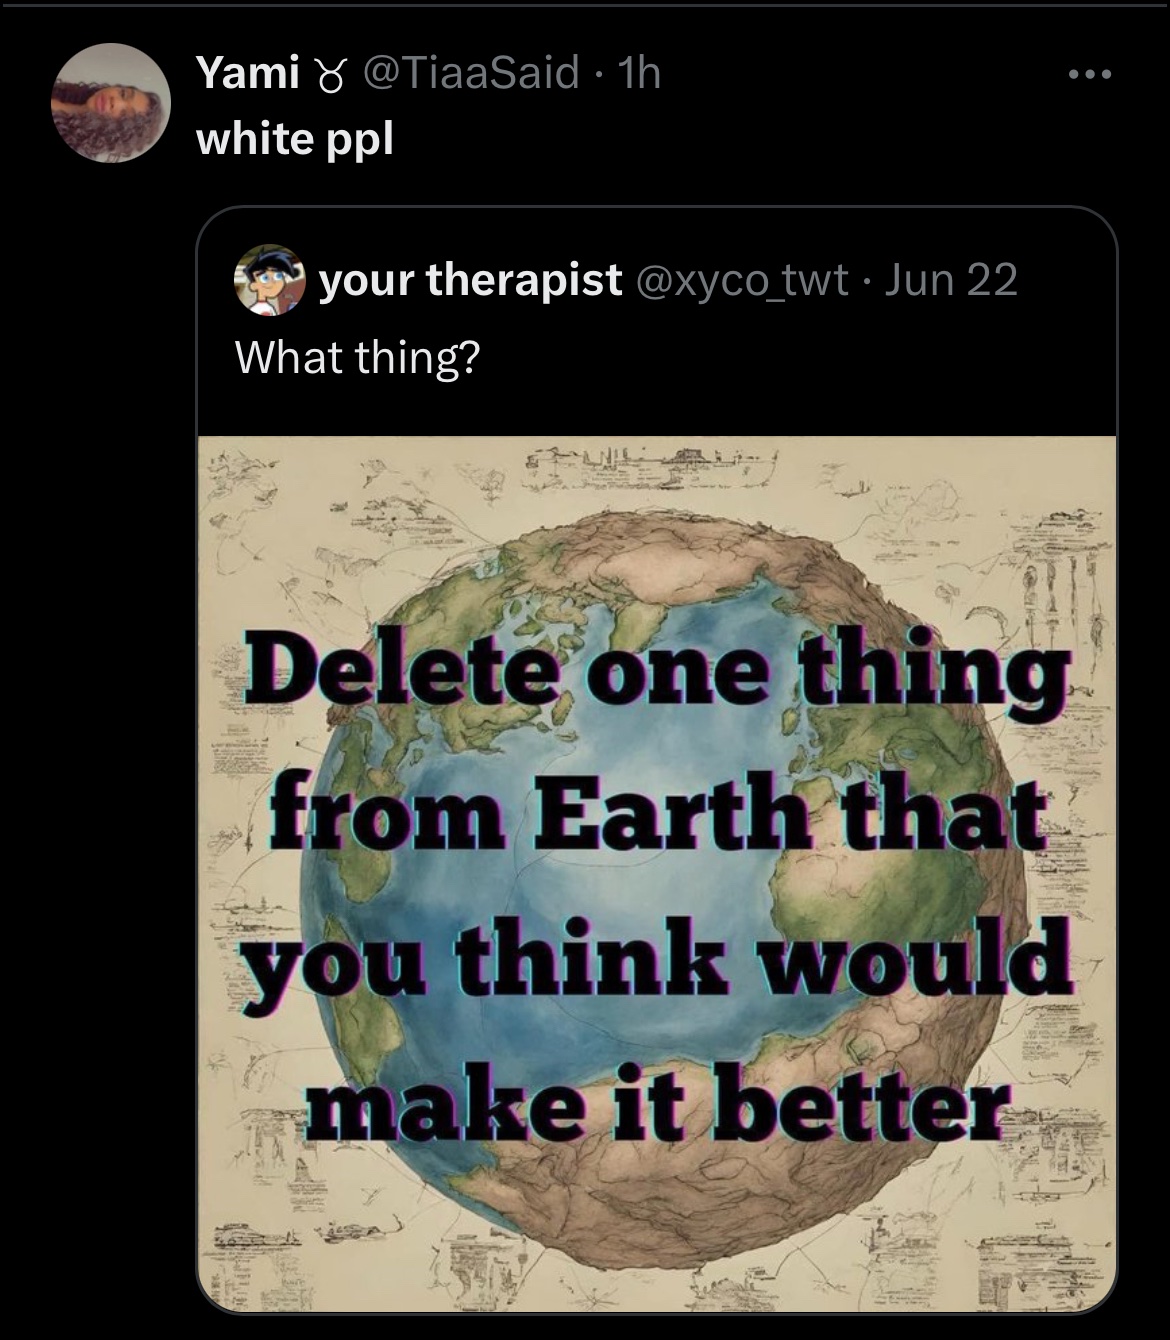 Yami ♉︎ @TiaaSaid · 1h
white ppl
your therapist @xyco_twt · Jun 22
What thing?
Delete one thing
from Earth that
you think would
make it better